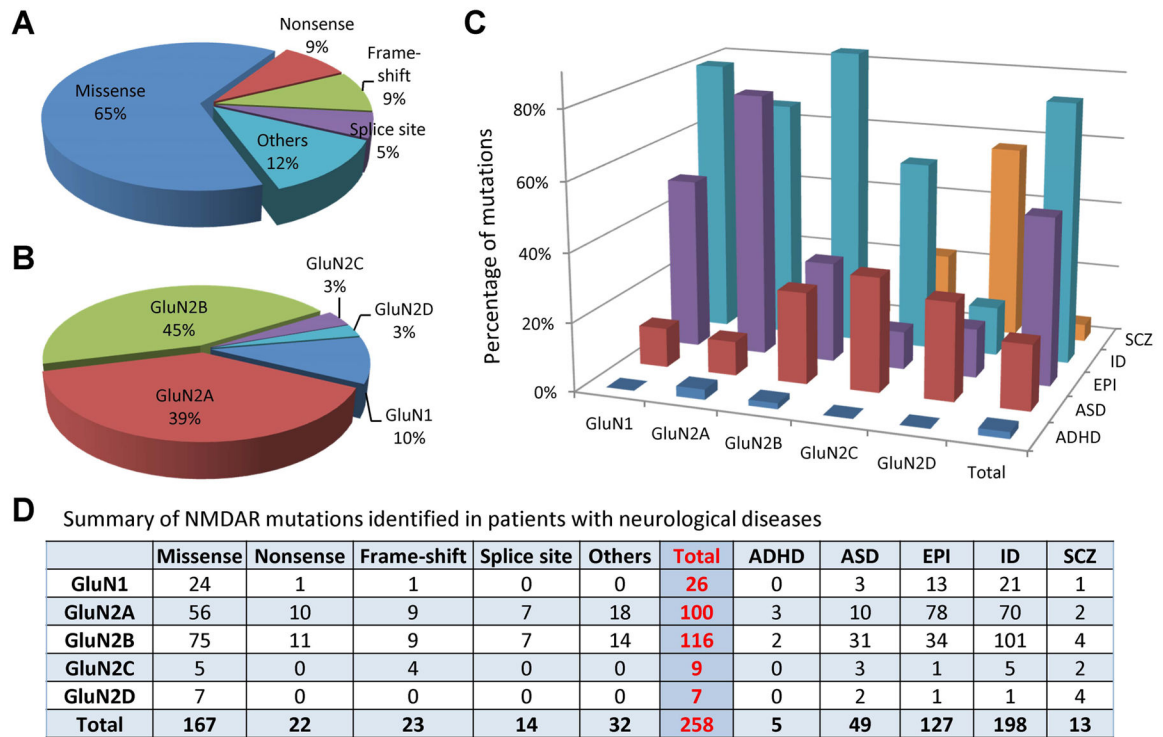 A
Nonsense
9%
Frame-
shift
9%
Missense
65%
Splice site
5%
Others
12%
B
GluN2C
3%
GluN2D
3%
GluN2B
45%
GluN2A
39%
GluN1
10%
C
Percentage of mutations
80%
60%
40%
20%
0%
GluN1
GluN2A
GluN2B
GluN2C
GluN2D
Total
SCZ
ID
EPI
ASD
ADHD
D Summary of NMDAR mutations identified in patients with neurological diseases
Missense Nonsense Frame-shift Splice site Others Total ADHD ASD EPI ID SCZ
GluN1 24 1 1 0 0 26 0 3 13 21 1
GluN2A 56 10 9 7 18 100 3 10 78 70 2
GluN2B 75 11 9 7 14 116 2 31 34 101 4
GluN2C 5 0 4 0 0 9 0 3 1 5 2
GluN2D 7 0 0 0 0 7 0 2 1 1 4
Total 167 22 23 14 32 258 5 49 127 198 13